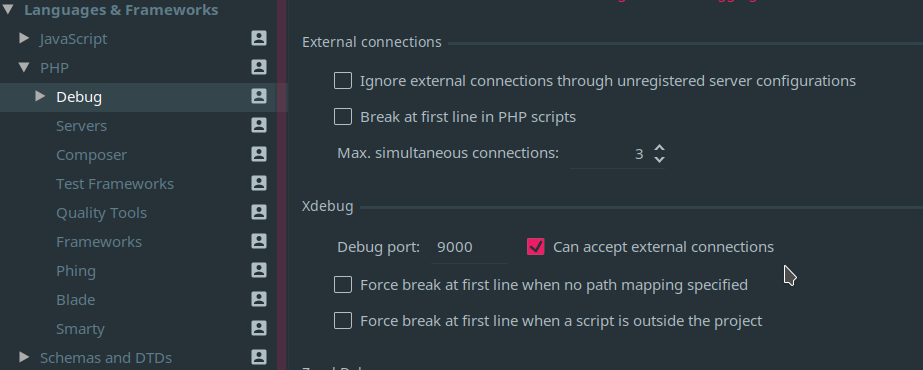 Languages & Frameworks
JavaScript
PHP
Debug
Servers
Composer
Test Frameworks
Quality Tools
Frameworks
Phing
Blade
Smarty
Schemas and DTDs
External connections
Ignore external connections through unregistered server configurations
Break at first line in PHP scripts
Max. simultaneous connections: 3
Xdebug
Debug port: 9000 Can accept external connections
Force break at first line when no path mapping specified
Force break at first line when a script is outside the project